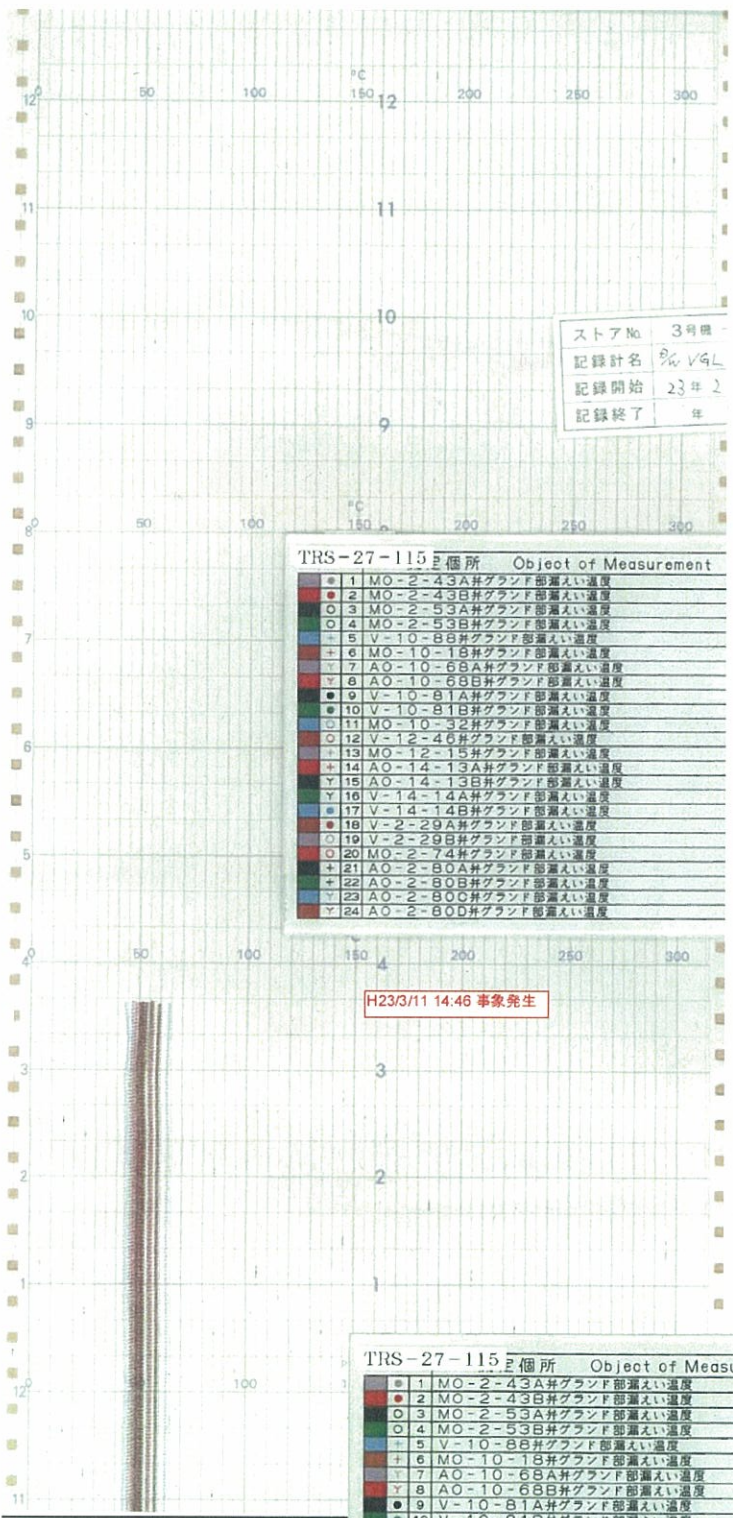 °C
0 50 100 150 200 250 300
12 12
11 11
10 10
ストアNo. 3号機
記録計名 VGL
記録開始 23年2
記録終了 年
9 9
°C
0 50 100 150 200 250 300
8
TRS-27-115 定個所 Object of Measurement
1 MO-2-43A弁グランド部漏えい温度
2 MO-2-43B弁グランド部漏えい温度
3 MO-2-53A弁グランド部漏えい温度
4 MO-2-53B弁グランド部漏えい温度
5 V-10-88弁グランド部漏えい温度
6 MO-10-18弁グランド部漏えい温度
7 AO-10-68A弁グランド部漏えい温度
8 AO-10-68B弁グランド部漏えい温度
9 V-10-81A弁グランド部漏えい温度
10 V-10-81B弁グランド部漏えい温度
11 MO-10-32弁グランド部漏えい温度
12 V-12-46弁グランド部漏えい温度
13 MO-12-15弁グランド部漏えい温度
14 AO-14-13A弁グランド部漏えい温度
15 AO-14-13B弁グランド部漏えい温度
16 V-14-14A弁グランド部漏えい温度
17 V-14-14B弁グランド部漏えい温度
18 V-2-29A弁グランド部漏えい温度
19 V-2-29B弁グランド部漏えい温度
20 MO-2-74弁グランド部漏えい温度
21 AO-2-80A弁グランド部漏えい温度
22 AO-2-80B弁グランド部漏えい温度
23 AO-2-80C弁グランド部漏えい温度
24 AO-2-80D弁グランド部漏えい温度
7
6
5
0 50 100 150 200 250 300
4 4
H23/3/11 14:46 事象発生
3 3
2 2
1 1
TRS-27-115 定個所 Object of Measu
1 MO-2-43A弁グランド部漏えい温度
2 MO-2-43B弁グランド部漏えい温度
3 MO-2-53A弁グランド部漏えい温度
4 MO-2-53B弁グランド部漏えい温度
5 V-10-88弁グランド部漏えい温度
6 MO-10-18弁グランド部漏えい温度
7 AO-10-68A弁グランド部漏えい温度
8 AO-10-68B弁グランド部漏えい温度
9 V-10-81A弁グランド部漏えい温度
0 50 100
12
11